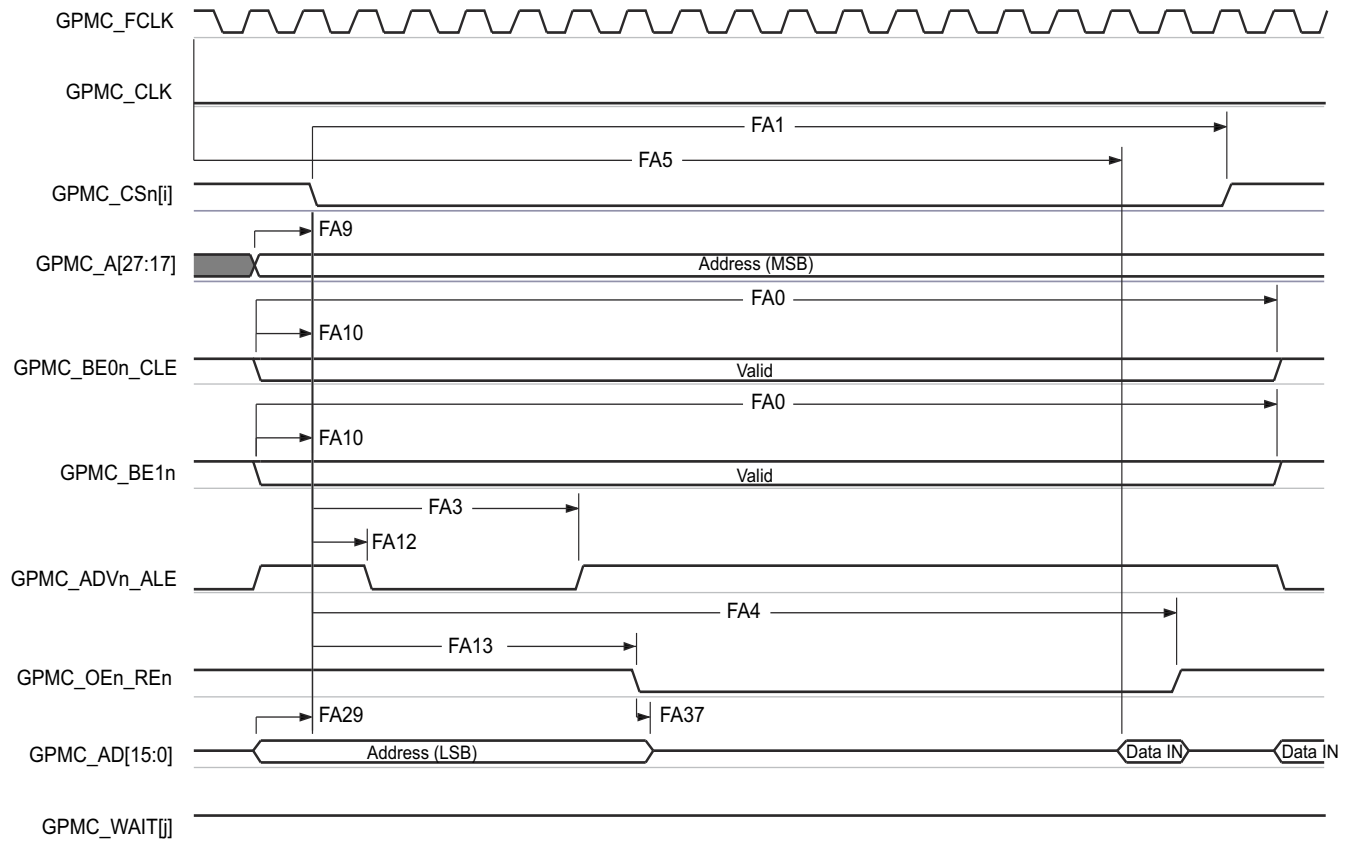 GPMC_FCLK
GPMC_CLK
FA1
FA5
GPMC_CSn[i]
FA9
GPMC_A[27:17]
Address (MSB)
FA0
FA10
GPMC_BE0n_CLE
Valid
FA0
FA10
GPMC_BE1n
Valid
FA3
FA12
GPMC_ADVn_ALE
FA4
FA13
GPMC_OEn_REn
FA29
FA37
GPMC_AD[15:0]
Address (LSB)
Data IN
Data IN
GPMC_WAIT[j]